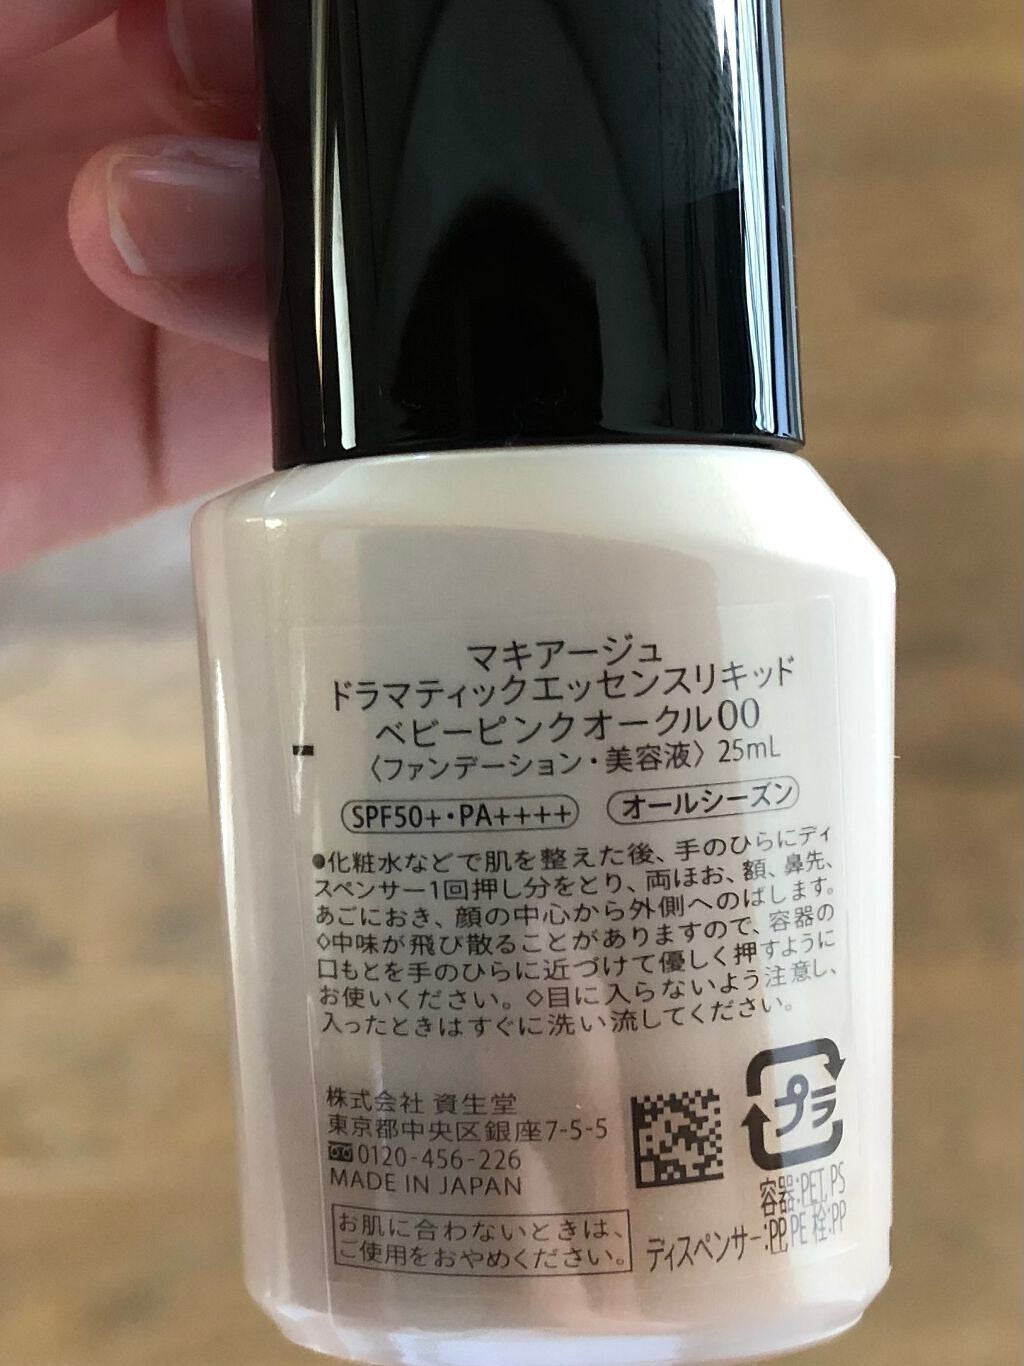 マキアージュ
ドラマティックエッセンスリキッド
ベビーピンクオークル00
〈ファンデーション・美容液〉25mL
SPF50+・PA++++ オールシーズン
●化粧水などで肌を整えた後、手のひらにディ
スペンサー1回押し分をとり、両ほお、額、鼻先、
あごにおき、顔の中心から外側へのばします。
◇中味が飛び散ることがありますので、容器の
口もとを手のひらに近づけて優しく押すように
お使いください。◇目に入らないよう注意し、
入ったときはすぐに洗い流してください。
株式会社 資生堂
東京都中央区銀座7-5-5
0120-456-226
MADE IN JAPAN
お肌に合わないときは、
ご使用をおやめください。
プラ
容器:PET, PS
ディスペンサー:PP, PE 栓:PP